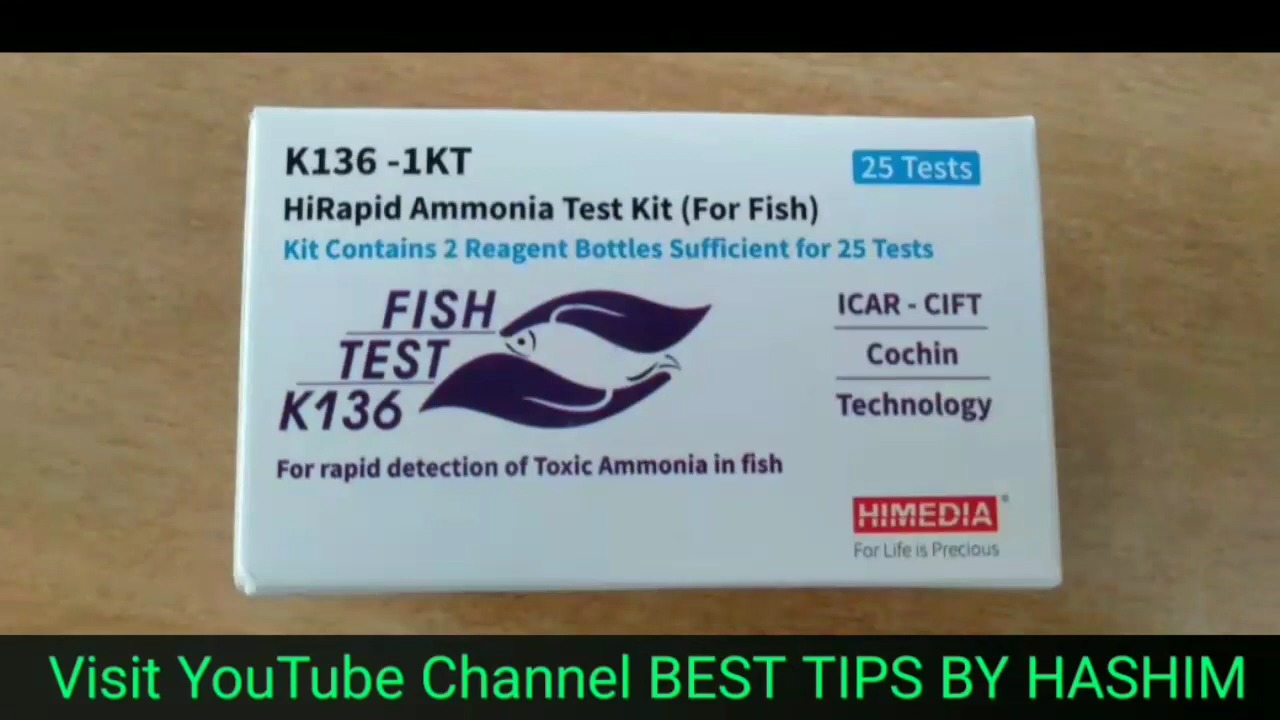 K136 -1KT
25 Tests
HiRapid Ammonia Test Kit (For Fish)
Kit Contains 2 Reagent Bottles Sufficient for 25 Tests
FISH
TEST
K136
ICAR - CIFT
Cochin
Technology
For rapid detection of Toxic Ammonia in fish
HIMEDIA®
For Life is Precious
Visit YouTube Channel BEST TIPS BY HASHIM